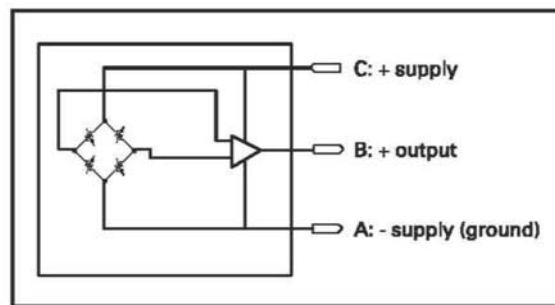 C: + supply
B: + output
A: - supply (ground)